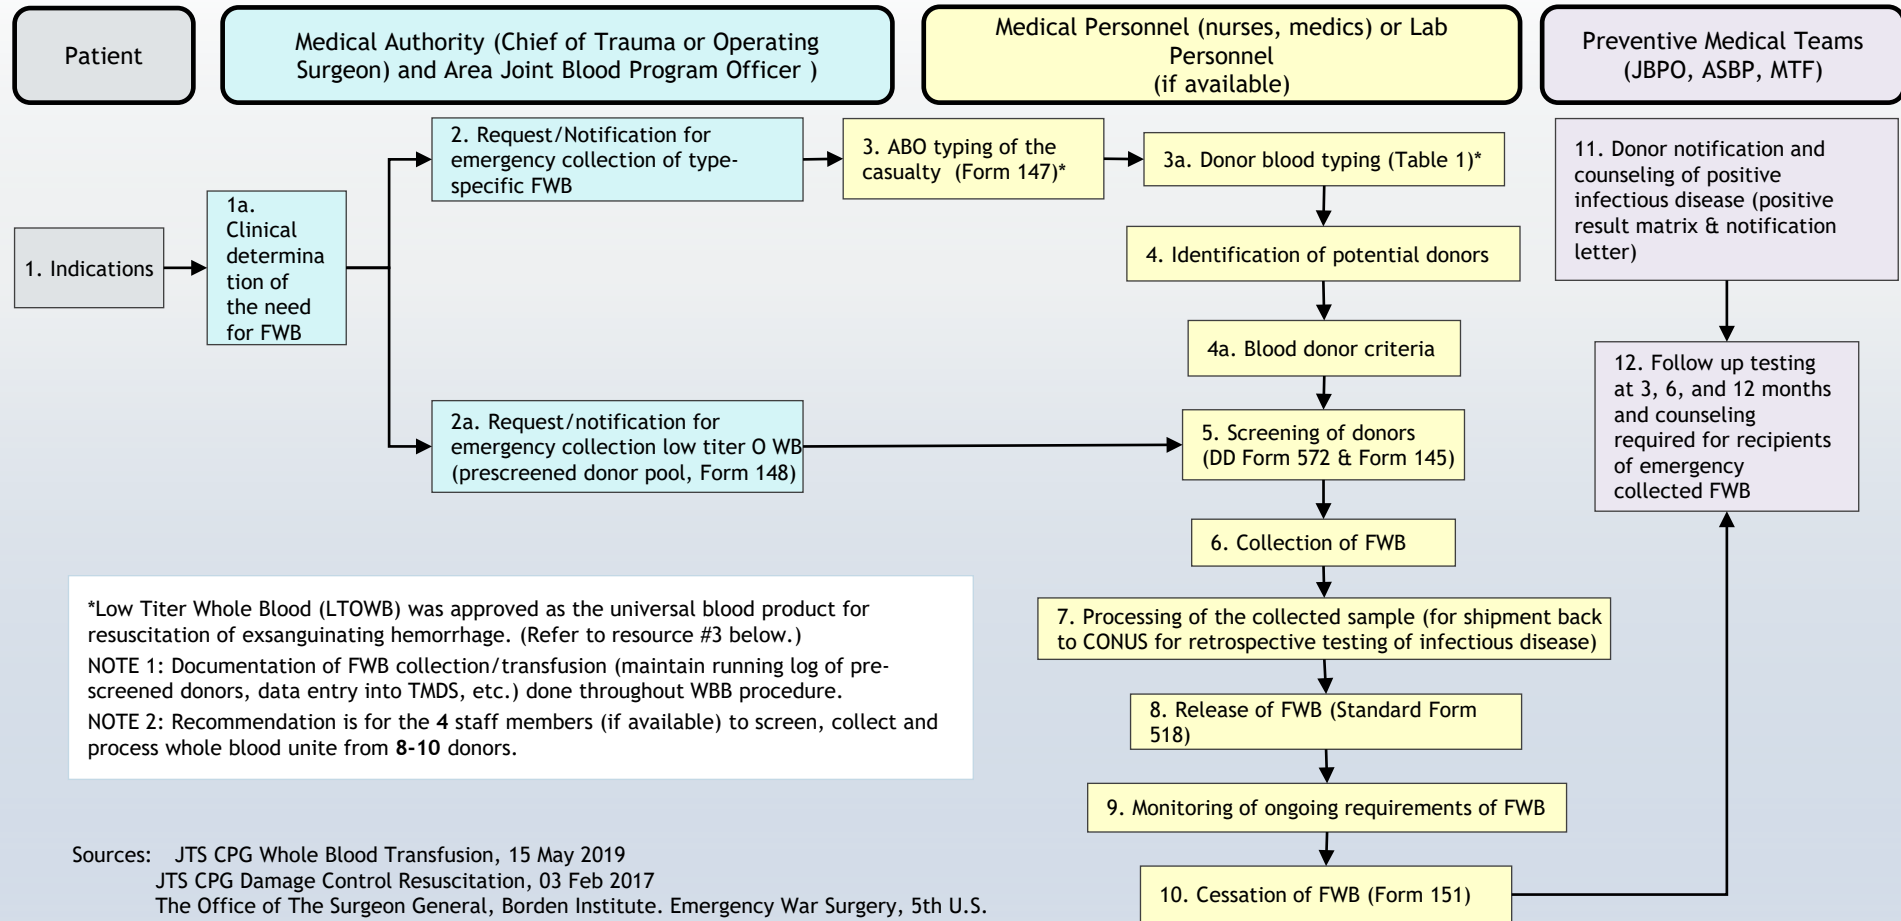 Patient
Medical Authority (Chief of Trauma or Operating
Surgeon) and Area Joint Blood Program Officer )
Medical Personnel (nurses, medics) or Lab
Personnel
(if available)
Preventive Medical Teams
(JBPO, ASBP, MTF)
1. Indications
1a.
Clinical
determina
tion of
the need
for FWB
2. Request/Notification for
emergency collection of type-
specific FWB
2a. Request/notification for
emergency collection low titer O WB
(prescreened donor pool, Form 148)
3. ABO typing of the
casualty (Form 147)*
3a. Donor blood typing (Table 1)*
4. Identification of potential donors
4a. Blood donor criteria
5. Screening of donors
(DD Form 572 & Form 145)
6. Collection of FWB
7. Processing of the collected sample (for shipment back
to CONUS for retrospective testing of infectious disease)
8. Release of FWB (Standard Form
518)
9. Monitoring of ongoing requirements of FWB
10. Cessation of FWB (Form 151)
11. Donor notification and
counseling of positive
infectious disease (positive
result matrix & notification
letter)
12. Follow up testing
at 3, 6, and 12 months
and counseling
required for recipients
of emergency
collected FWB
*Low Titer Whole Blood (LTOWB) was approved as the universal blood product for
resuscitation of exsanguinating hemorrhage. (Refer to resource #3 below.)
NOTE 1: Documentation of FWB collection/transfusion (maintain running log of pre-
screened donors, data entry into TMDS, etc.) done throughout WBB procedure.
NOTE 2: Recommendation is for the 4 staff members (if available) to screen, collect and
process whole blood unite from 8-10 donors.
Sources: JTS CPG Whole Blood Transfusion, 15 May 2019
JTS CPG Damage Control Resuscitation, 03 Feb 2017
The Office of The Surgeon General, Borden Institute. Emergency War Surgery, 5th U.S.